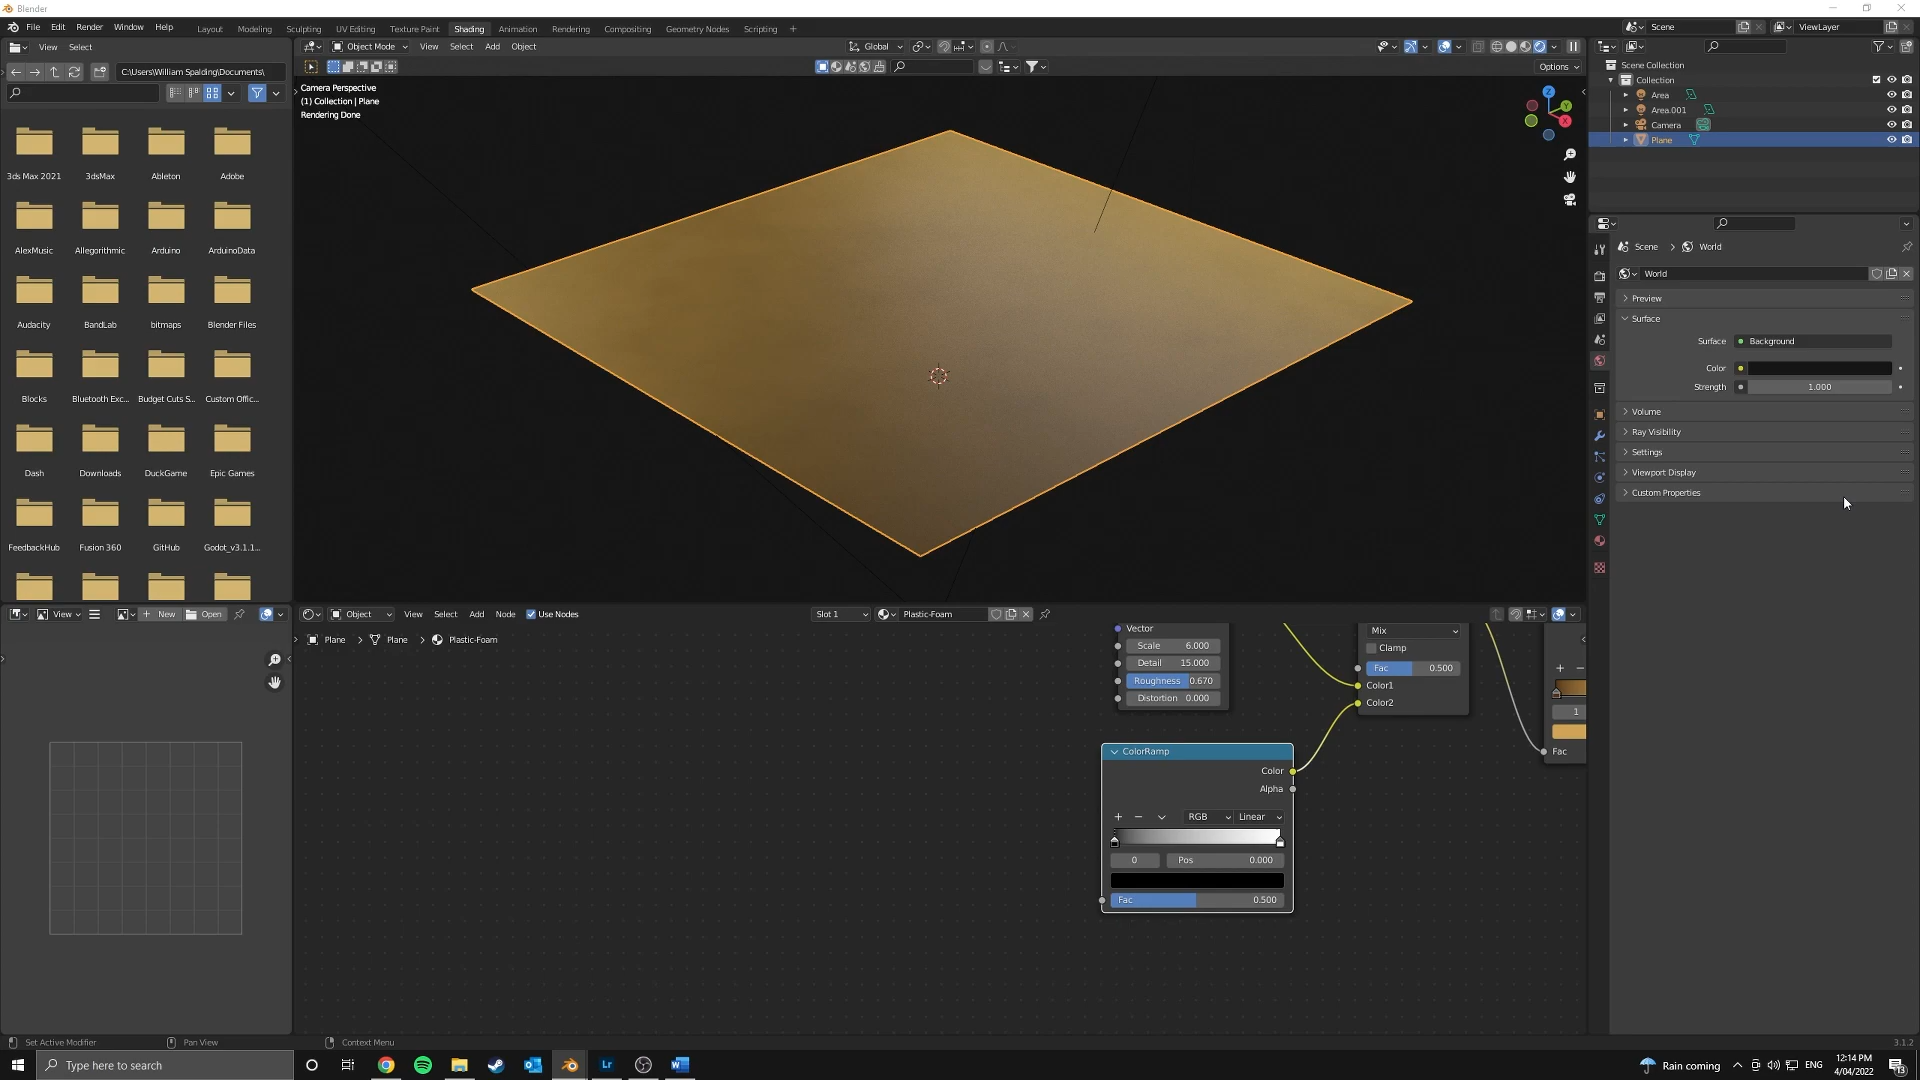 Blender
File Edit Render Window Help Layout Modeling Sculpting UV Editing Texture Paint Shading Animation Rendering Compositing Geometry Nodes Scripting + Scene ViewLayer
View Select
Object Mode View Select Add Object Global
C:\Users\William Spalding\Documents\
Options
Camera Perspective
(1) Collection | Plane
Rendering Done
3ds Max 2021 3dsMax Ableton Adobe
AlexMusic Allegorithmic Arduino ArduinoData
Audacity BandLab bitmaps Blender Files
Blocks Bluetooth Exc... Budget Cuts S... Custom Offic...
Dash Downloads DuckGame Epic Games
FeedbackHub Fusion 360 GitHub Godot_v3.1.1...
Z
Y
X
Scene Collection
Collection
Area
Area.001
Camera
Plane
Scene > World
World
Preview
Surface
Surface Background
Color
Strength 1.000
Volume
Ray Visibility
Settings
Viewport Display
Custom Properties
View + New Open
Object View Select Add Node Use Nodes Slot 1 Plastic-Foam
Plane > Plane > Plastic-Foam
Vector
Scale 6.000
Detail 15.000
Roughness 0.670
Distortion 0.000
Mix
Clamp
Fac 0.500
Color1
Color2
+ −
1
Fac
ColorRamp
Color
Alpha
+ − RGB Linear
0 Pos 0.000
Fac 0.500
Set Active Modifier Pan View Context Menu 3.1.2
Type here to search
Lr
Rain coming ENG
12:14 PM
4/04/2022
13